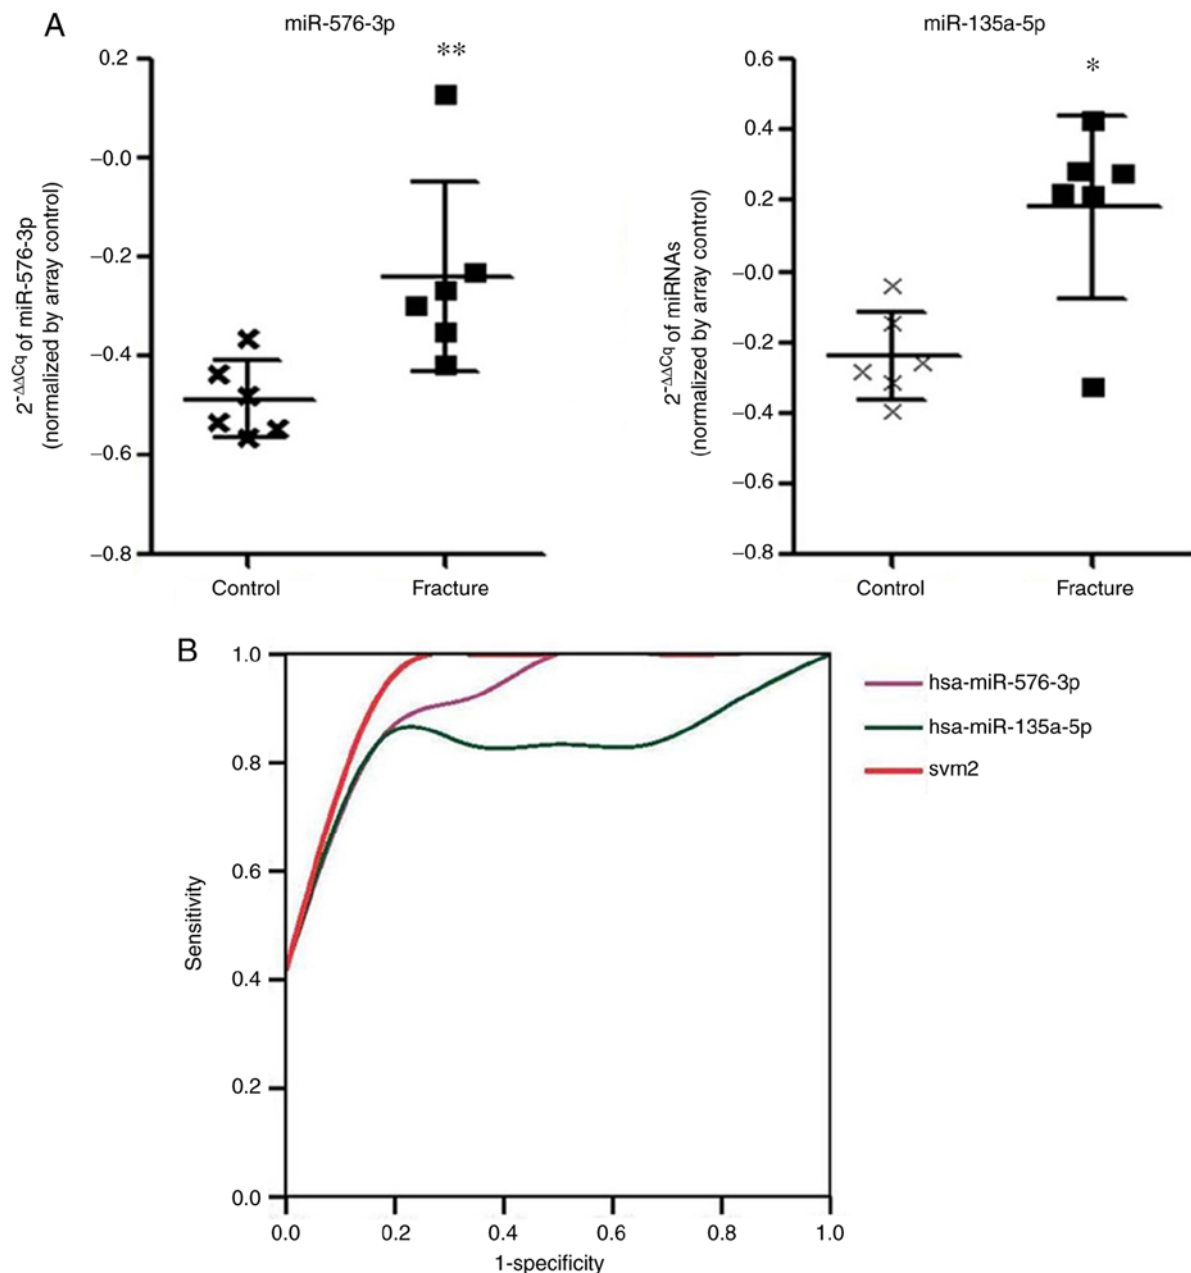 A
miR-576-3p
**
0.2
–0.0
–0.2
–0.4
–0.6
–0.8
2-ΔΔCq of miR-576-3p
(normalized by array control)
Control
Fracture
miR-135a-5p
*
0.6
0.4
0.2
–0.0
–0.2
–0.4
–0.6
–0.8
2-ΔΔCq of miRNAs
(normalized by array control)
Control
Fracture
B
1.0
0.8
0.6
0.4
0.2
0.0
Sensitivity
0.0
0.2
0.4
0.6
0.8
1.0
1-specificity
hsa-miR-576-3p
hsa-miR-135a-5p
svm2